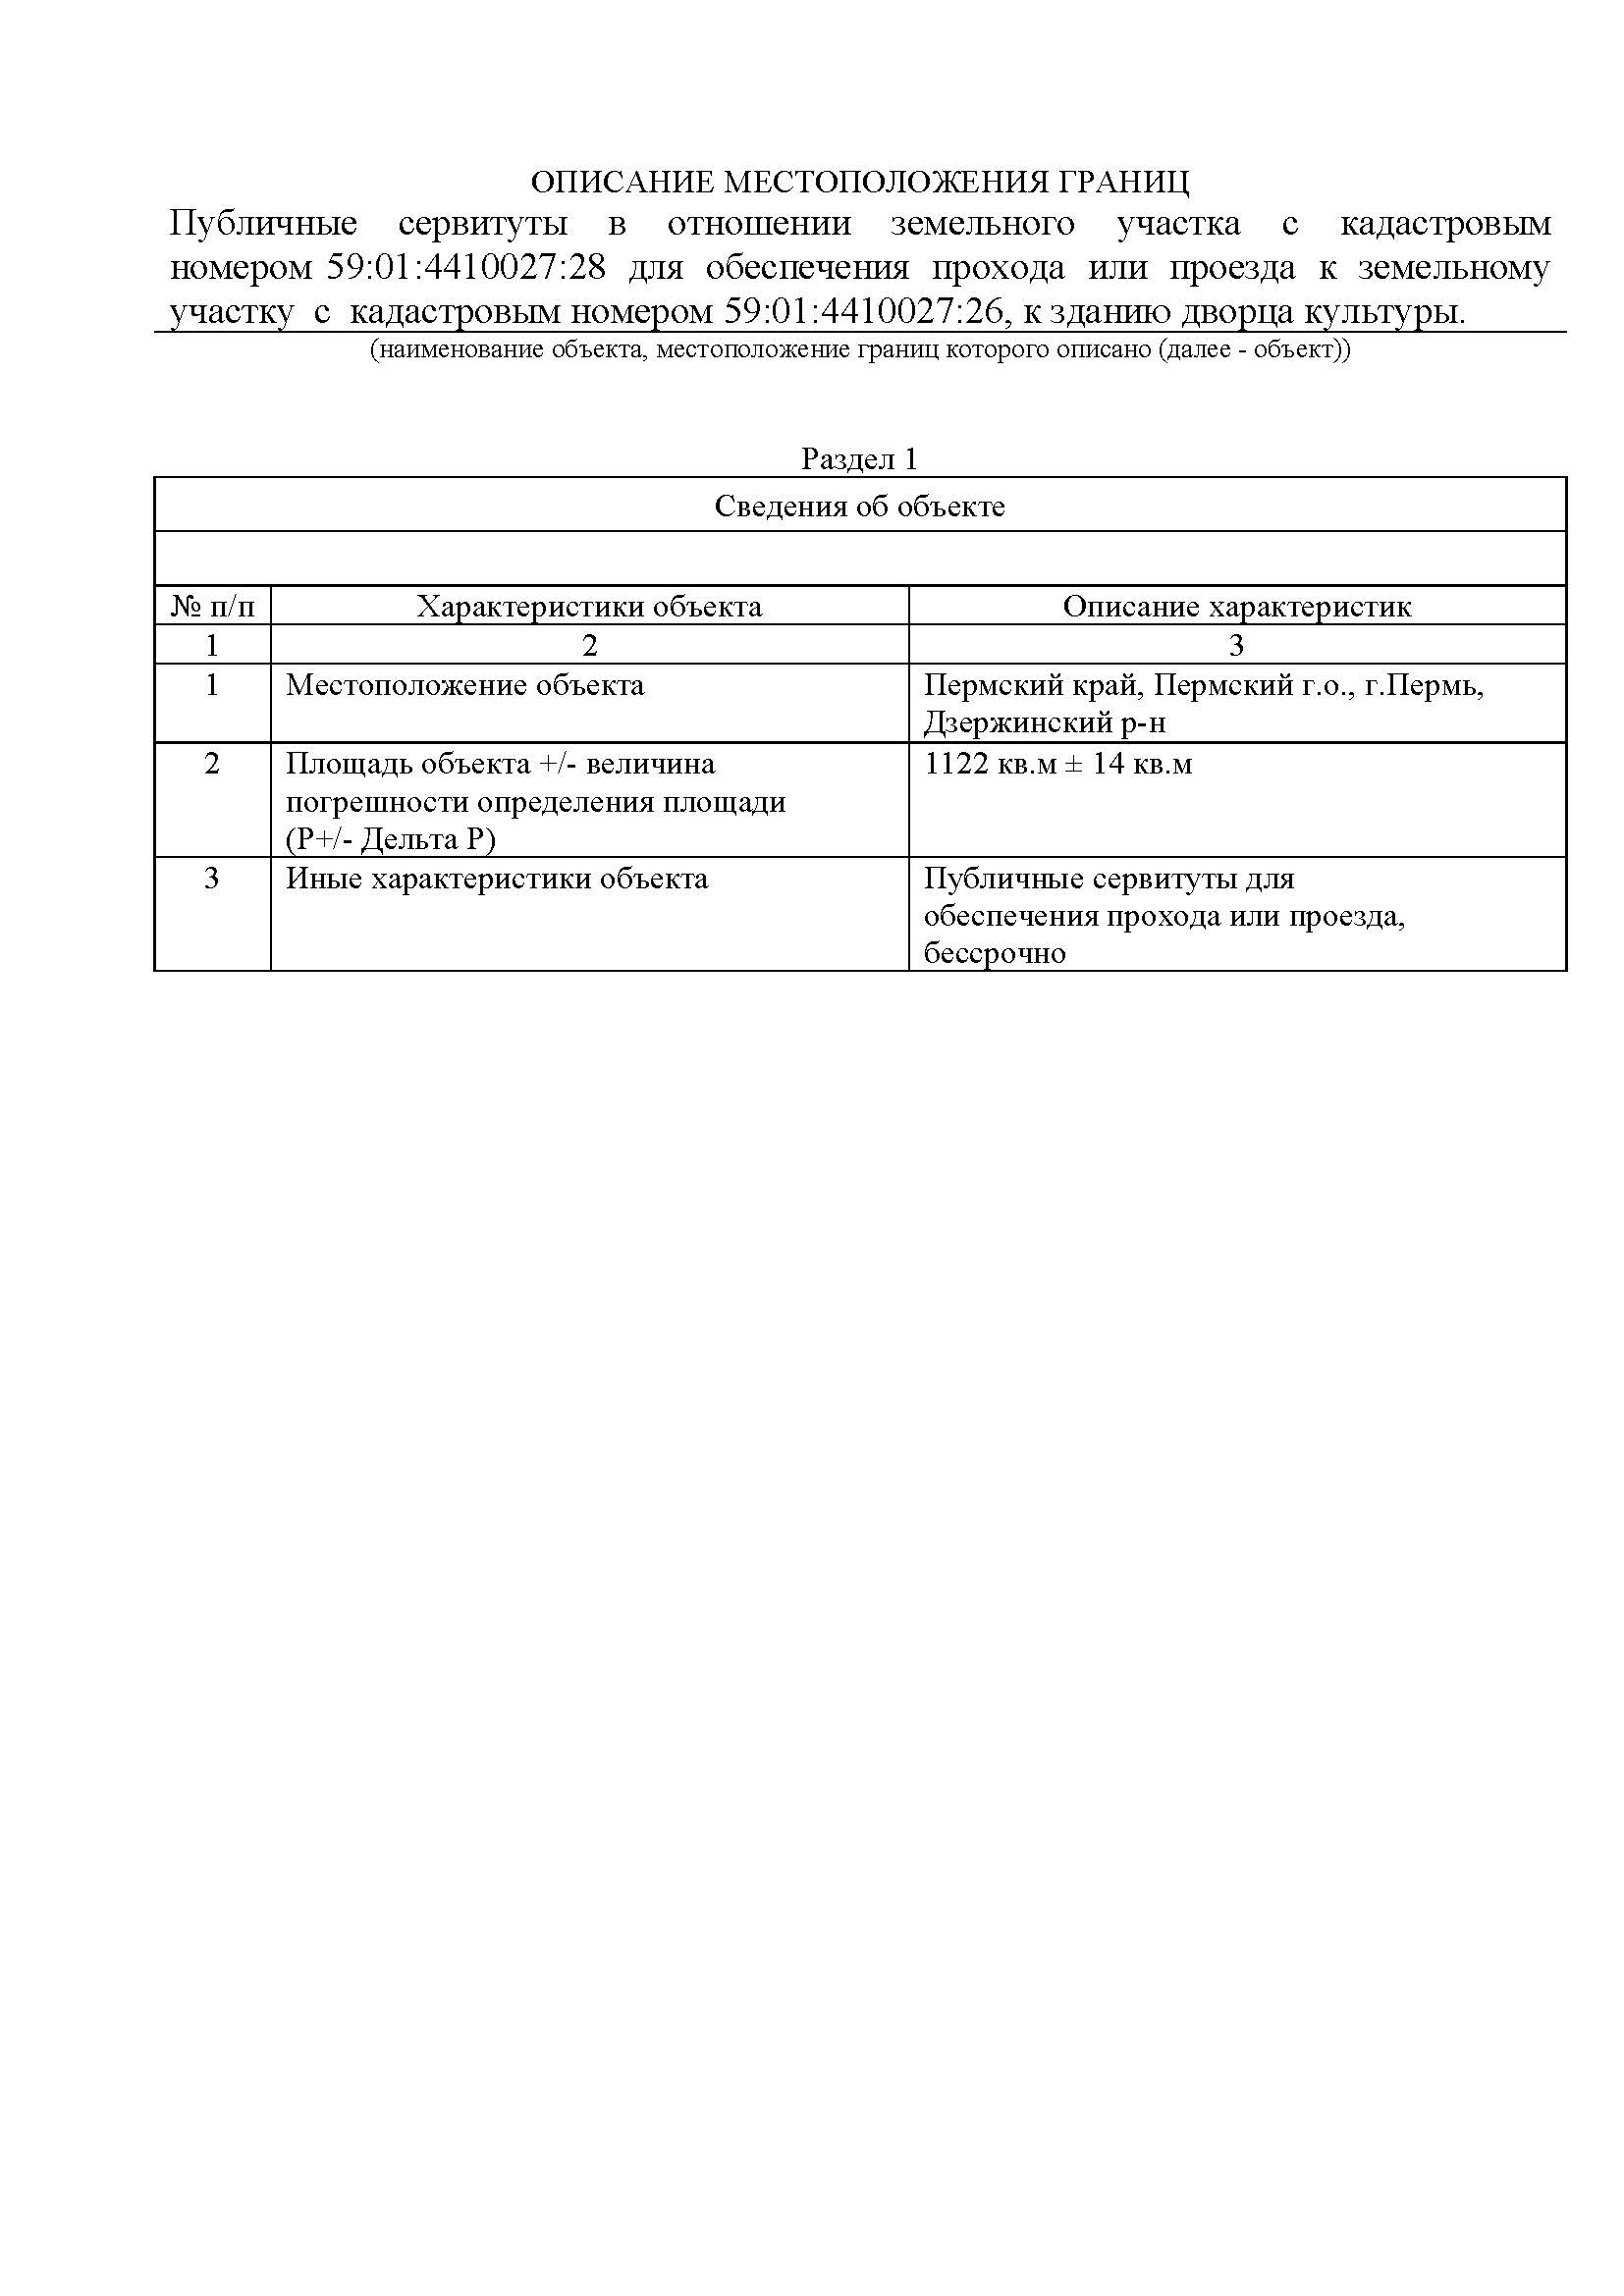 ОПИСАНИЕ МЕСТОПОЛОЖЕНИЯ ГРАНИЦ
Публичные сервитуты в отношении земельного участка с кадастровым
номером 59:01:4410027:28 для обеспечения прохода или проезда к земельному
участку с кадастровым номером 59:01:4410027:26, к зданию дворца культуры.
(наименование объекта, местоположение границ которого описано (далее - объект))
Раздел 1
Сведения об объекте
№ п/п Характеристики объекта Описание характеристик
1 2 3
1 Местоположение объекта Пермский край, Пермский г.о., г.Пермь,
Дзержинский р-н
2 Площадь объекта +/- величина 1122 кв.м ± 14 кв.м
погрешности определения площади
(P+/- Дельта P)
3 Иные характеристики объекта Публичные сервитуты для
обеспечения прохода или проезда,
бессрочно